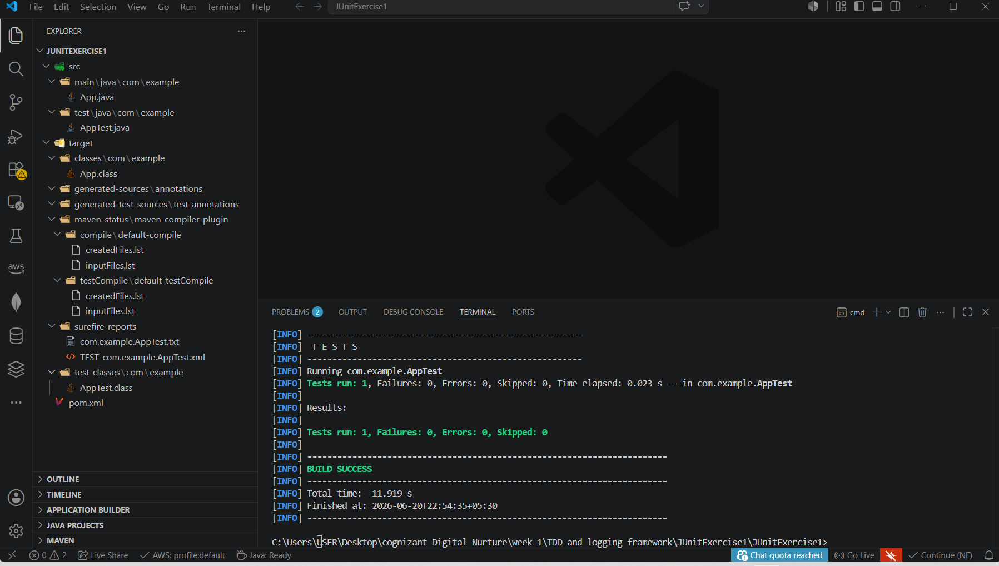 File Edit Selection View Go Run Terminal Help
JUnitExercise1
EXPLORER
JUNITEXERCISE1
src
main\java\com\example
App.java
test\java\com\example
AppTest.java
target
classes\com\example
App.class
generated-sources\annotations
generated-test-sources\test-annotations
maven-status\maven-compiler-plugin
compile\default-compile
createdFiles.lst
inputFiles.lst
testCompile\default-testCompile
createdFiles.lst
inputFiles.lst
surefire-reports
com.example.AppTest.txt
TEST-com.example.AppTest.xml
test-classes\com\example
AppTest.class
pom.xml
OUTLINE
TIMELINE
APPLICATION BUILDER
JAVA PROJECTS
MAVEN
aws
PROBLEMS 2 OUTPUT DEBUG CONSOLE TERMINAL PORTS
cmd
[INFO] -------------------------------------------------------
[INFO]  T E S T S
[INFO] -------------------------------------------------------
[INFO] Running com.example.AppTest
[INFO] Tests run: 1, Failures: 0, Errors: 0, Skipped: 0, Time elapsed: 0.023 s -- in com.example.AppTest
[INFO]
[INFO] Results:
[INFO]
[INFO] Tests run: 1, Failures: 0, Errors: 0, Skipped: 0
[INFO]
[INFO] ------------------------------------------------------------------------
[INFO] BUILD SUCCESS
[INFO] ------------------------------------------------------------------------
[INFO] Total time:  11.919 s
[INFO] Finished at: 2026-06-20T22:54:35+05:30
[INFO] ------------------------------------------------------------------------
C:\Users\USER\Desktop\cognizant Digital Nurture\week 1\TDD and logging framework\JUnitExercise1\JUnitExercise1>
0 2 Live Share AWS: profile:default Java: Ready Chat quota reached Go Live Continue (NE)